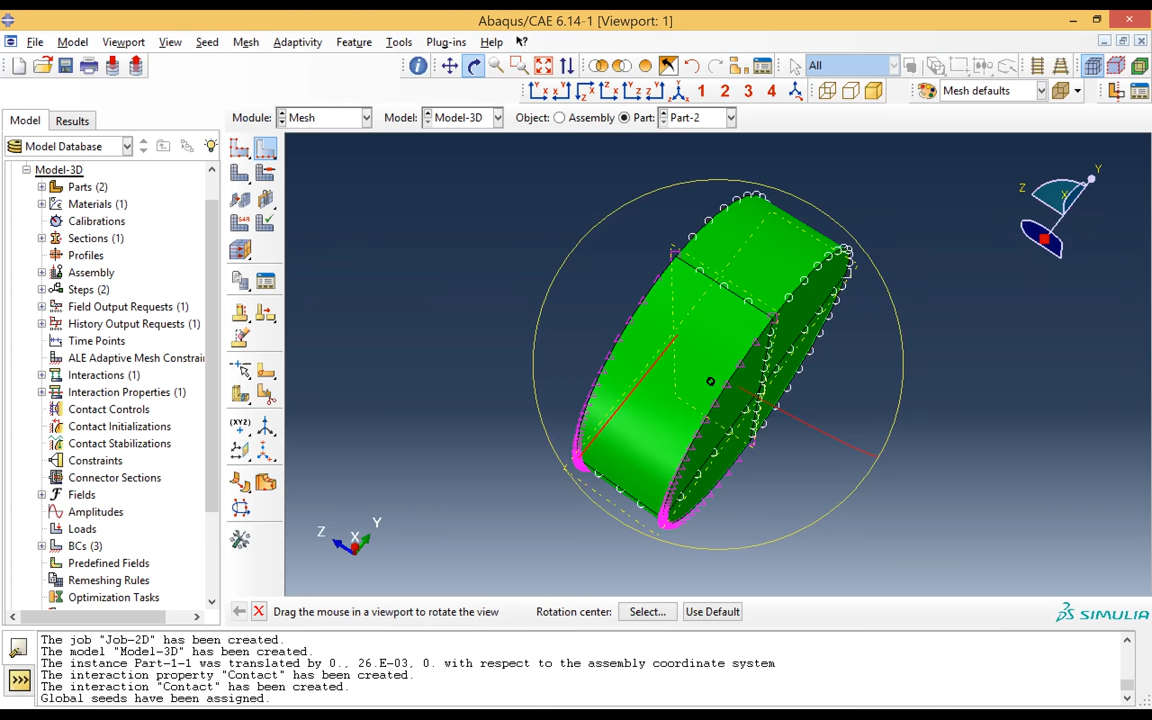 Abaqus/CAE 6.14-1 [Viewport: 1]
File Model Viewport View Seed Mesh Adaptivity Feature Tools Plug-ins Help
All
1 2 3 4 Mesh defaults
Model Results
Module: Mesh Model: Model-3D Object: Assembly Part: Part-2
Model Database
Model-3D
Parts (2)
Materials (1)
Calibrations
Sections (1)
Profiles
Assembly
Steps (2)
Field Output Requests (1)
History Output Requests (1)
Time Points
ALE Adaptive Mesh Constrai
Interactions (1)
Interaction Properties (1)
Contact Controls
Contact Initializations
Contact Stabilizations
Constraints
Connector Sections
Fields
Amplitudes
Loads
BCs (3)
Predefined Fields
Remeshing Rules
Optimization Tasks
Y
Z
X
Y
Z
X
Drag the mouse in a viewport to rotate the view Rotation center: Select... Use Default
SIMULIA
The job "Job-2D" has been created.
The model "Model-3D" has been created.
The instance Part-1-1 was translated by 0., 26.E-03, 0. with respect to the assembly coordinate system
The interaction property "Contact" has been created.
The interaction "Contact" has been created.
Global seeds have been assigned.